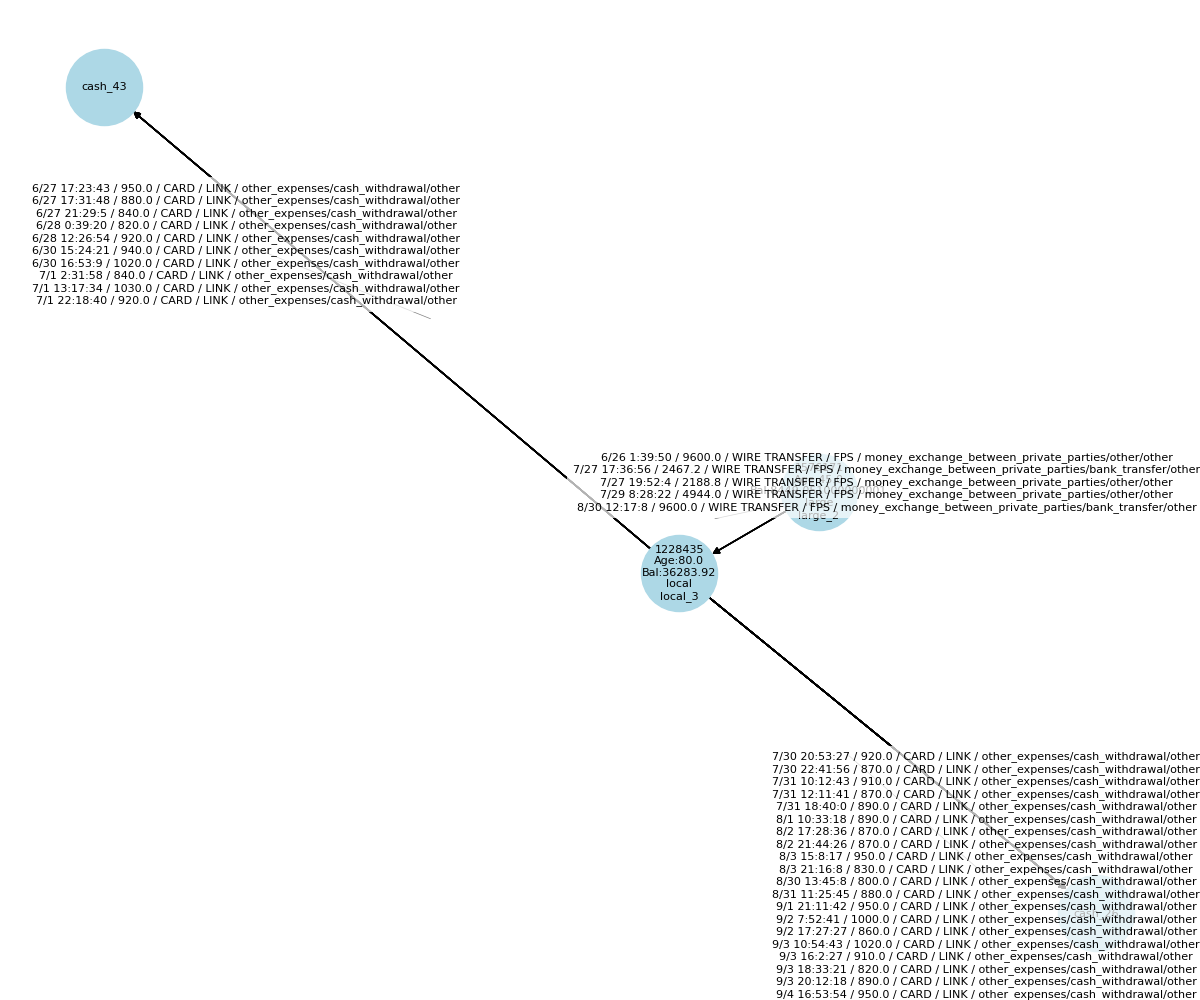 cash_43
6/27 17:23:43 / 950.0 / CARD / LINK / other_expenses/cash_withdrawal/other
6/27 17:31:48 / 880.0 / CARD / LINK / other_expenses/cash_withdrawal/other
6/27 21:29:5 / 840.0 / CARD / LINK / other_expenses/cash_withdrawal/other
6/28 0:39:20 / 820.0 / CARD / LINK / other_expenses/cash_withdrawal/other
6/28 12:26:54 / 920.0 / CARD / LINK / other_expenses/cash_withdrawal/other
6/30 15:24:21 / 940.0 / CARD / LINK / other_expenses/cash_withdrawal/other
6/30 16:53:9 / 1020.0 / CARD / LINK / other_expenses/cash_withdrawal/other
7/1 2:31:58 / 840.0 / CARD / LINK / other_expenses/cash_withdrawal/other
7/1 13:17:34 / 1030.0 / CARD / LINK / other_expenses/cash_withdrawal/other
7/1 22:18:40 / 920.0 / CARD / LINK / other_expenses/cash_withdrawal/other
6/26 1:39:50 / 9600.0 / WIRE TRANSFER / FPS / money_exchange_between_private_parties/other/other
7/27 17:36:56 / 2467.2 / WIRE TRANSFER / FPS / money_exchange_between_private_parties/bank_transfer/other
7/27 19:52:4 / 2188.8 / WIRE TRANSFER / FPS / money_exchange_between_private_parties/other/other
7/29 8:28:22 / 4944.0 / WIRE TRANSFER / FPS / money_exchange_between_private_parties/other/other
8/30 12:17:8 / 9600.0 / WIRE TRANSFER / FPS / money_exchange_between_private_parties/bank_transfer/other
large_2
1228435
Age:80.0
Bal:36283.92
local
local_3
7/30 20:53:27 / 920.0 / CARD / LINK / other_expenses/cash_withdrawal/other
7/30 22:41:56 / 870.0 / CARD / LINK / other_expenses/cash_withdrawal/other
7/31 10:12:43 / 910.0 / CARD / LINK / other_expenses/cash_withdrawal/other
7/31 12:11:41 / 870.0 / CARD / LINK / other_expenses/cash_withdrawal/other
7/31 18:40:0 / 890.0 / CARD / LINK / other_expenses/cash_withdrawal/other
8/1 10:33:18 / 890.0 / CARD / LINK / other_expenses/cash_withdrawal/other
8/2 17:28:36 / 870.0 / CARD / LINK / other_expenses/cash_withdrawal/other
8/2 21:44:26 / 870.0 / CARD / LINK / other_expenses/cash_withdrawal/other
8/3 15:8:17 / 950.0 / CARD / LINK / other_expenses/cash_withdrawal/other
8/3 21:16:8 / 830.0 / CARD / LINK / other_expenses/cash_withdrawal/other
8/30 13:45:8 / 800.0 / CARD / LINK / other_expenses/cash_withdrawal/other
8/31 11:25:45 / 880.0 / CARD / LINK / other_expenses/cash_withdrawal/other
9/1 21:11:42 / 950.0 / CARD / LINK / other_expenses/cash_withdrawal/other
9/2 7:52:41 / 1000.0 / CARD / LINK / other_expenses/cash_withdrawal/other
9/2 17:27:27 / 860.0 / CARD / LINK / other_expenses/cash_withdrawal/other
9/3 10:54:43 / 1020.0 / CARD / LINK / other_expenses/cash_withdrawal/other
9/3 16:2:27 / 910.0 / CARD / LINK / other_expenses/cash_withdrawal/other
9/3 18:33:21 / 820.0 / CARD / LINK / other_expenses/cash_withdrawal/other
9/3 20:12:18 / 890.0 / CARD / LINK / other_expenses/cash_withdrawal/other
9/4 16:53:54 / 950.0 / CARD / LINK / other_expenses/cash_withdrawal/other